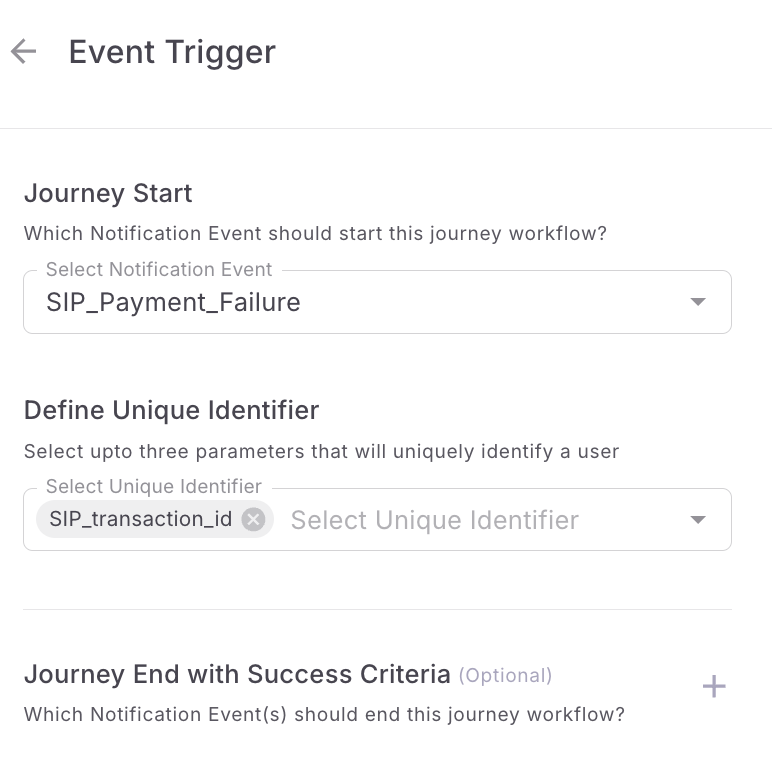 Event Trigger
Journey Start
Which Notification Event should start this journey workflow?
Select Notification Event
SIP_Payment_Failure
Define Unique Identifier
Select upto three parameters that will uniquely identify a user
Select Unique Identifier
SIP_transaction_id Select Unique Identifier
Journey End with Success Criteria (Optional)
Which Notification Event(s) should end this journey workflow?